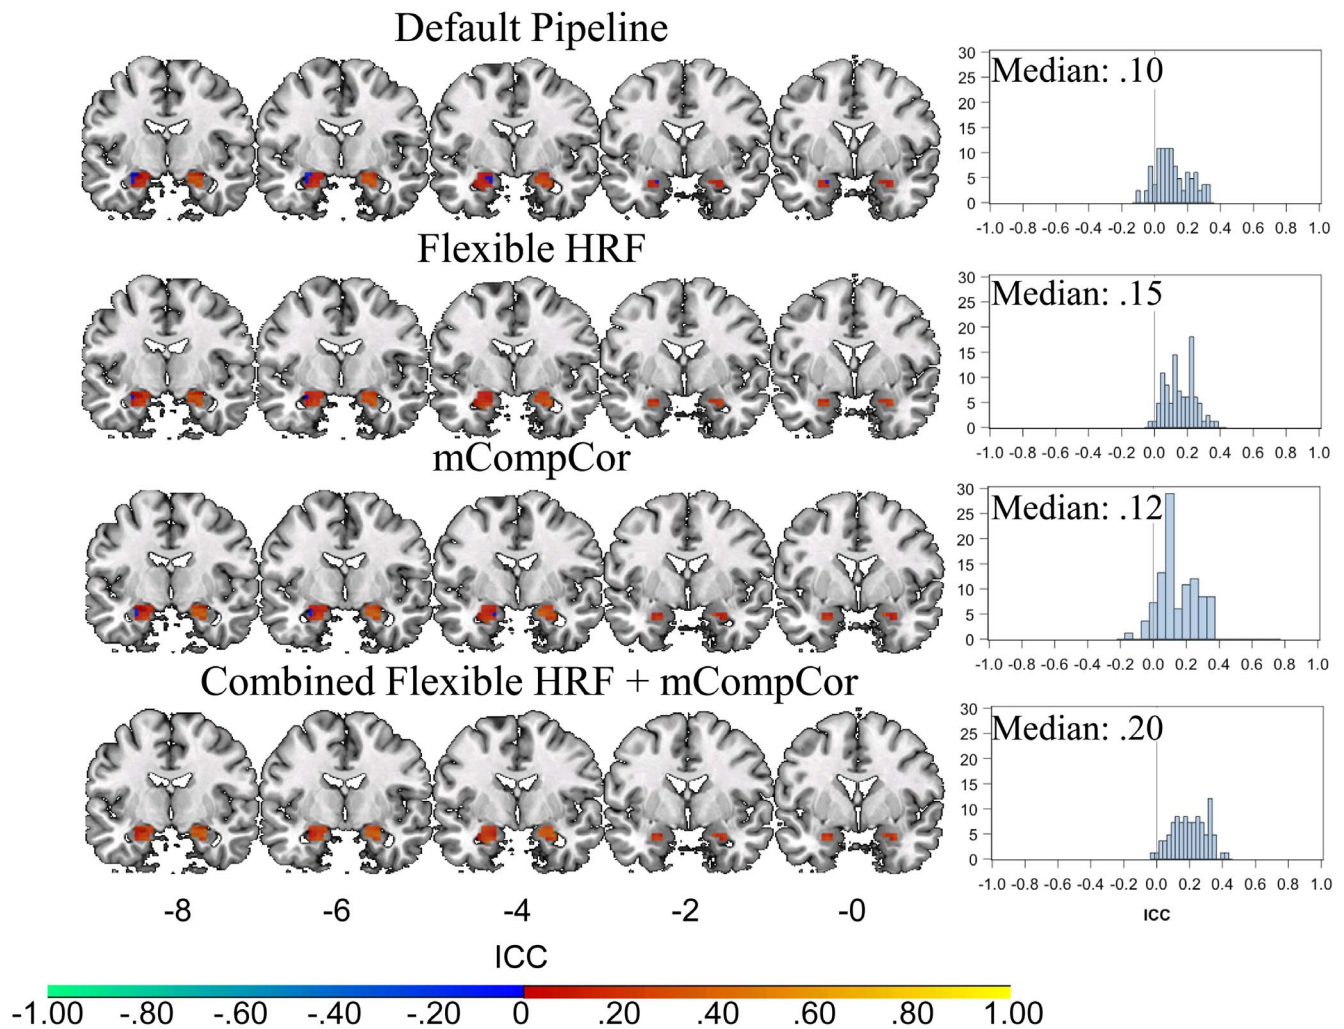 Default Pipeline
30
Median: .10
25
20
15
10
5
0
-1.0 -0.8 -0.6 -0.4 -0.2 0.0 0.2 0.4 0.6 0.8 1.0
Flexible HRF
30
Median: .15
25
20
15
10
5
0
-1.0 -0.8 -0.6 -0.4 -0.2 0.0 0.2 0.4 0.6 0.8 1.0
mCompCor
30
Median: .12
25
20
15
10
5
0
-1.0 -0.8 -0.6 -0.4 -0.2 0.0 0.2 0.4 0.6 0.8 1.0
Combined Flexible HRF + mCompCor
30
Median: .20
25
20
15
10
5
0
-1.0 -0.8 -0.6 -0.4 -0.2 0.0 0.2 0.4 0.6 0.8 1.0
ICC
-8 -6 -4 -2 -0
ICC
-1.00 -.80 -.60 -.40 -.20 0 .20 .40 .60 .80 1.00